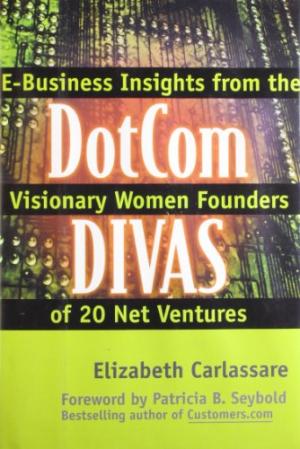 E-Business Insights from the
DotCom
Visionary Women Founders
DIVAS
of 20 Net Ventures
Elizabeth Carlassare
Foreword by Patricia B. Seybold
Bestselling author of Customers.com